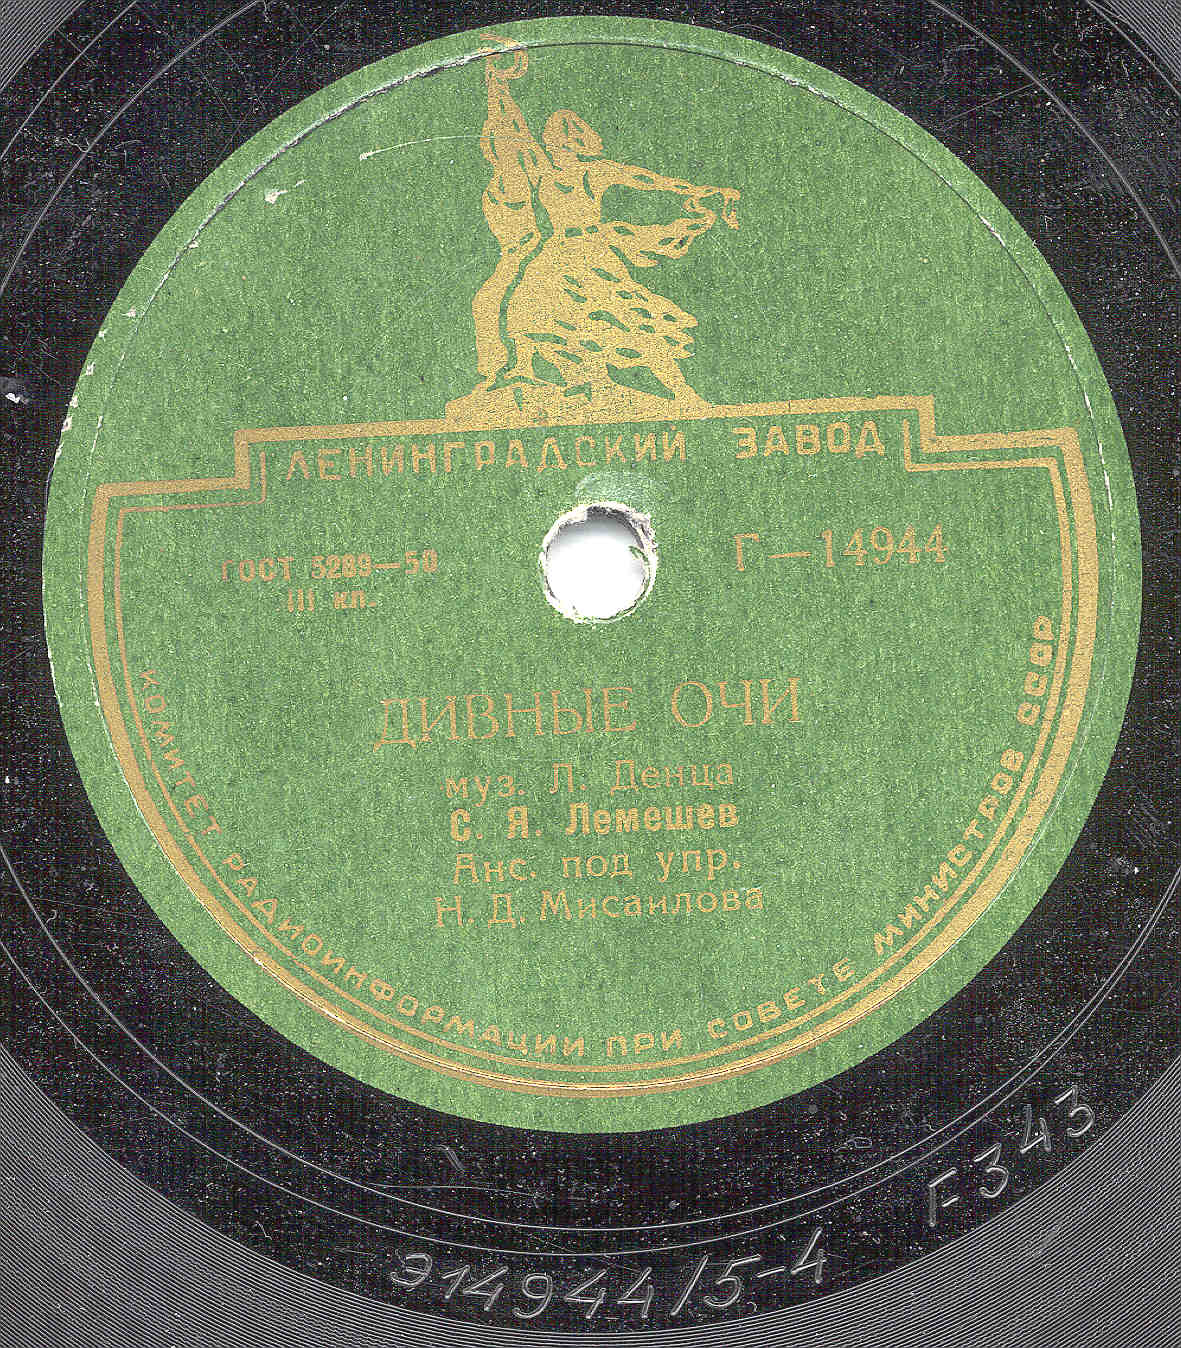 ЛЕНИНГРАДСКИЙ ЗАВОД
ГОСТ 5289—50
III кл.
Г—14944
ДИВНЫЕ ОЧИ
муз. Л. Денца
С. Я. Лемешев
Анс. под упр.
Н. Д. Мисаилова
КОМИТЕТ РАДИОИНФОРМАЦИИ ПРИ СОВЕТЕ МИНИСТРОВ СССР
Э14944/5-4
F343